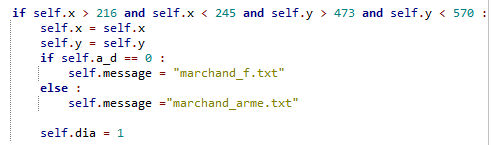 if self.x > 216 and self.x < 245 and self.y > 473 and self.y < 570 :
    self.x = self.x
    self.y = self.y
    if self.a_d == 0 :
        self.message = "marchand_f.txt"
    else :
        self.message ="marchand_arme.txt"
    self.dia = 1